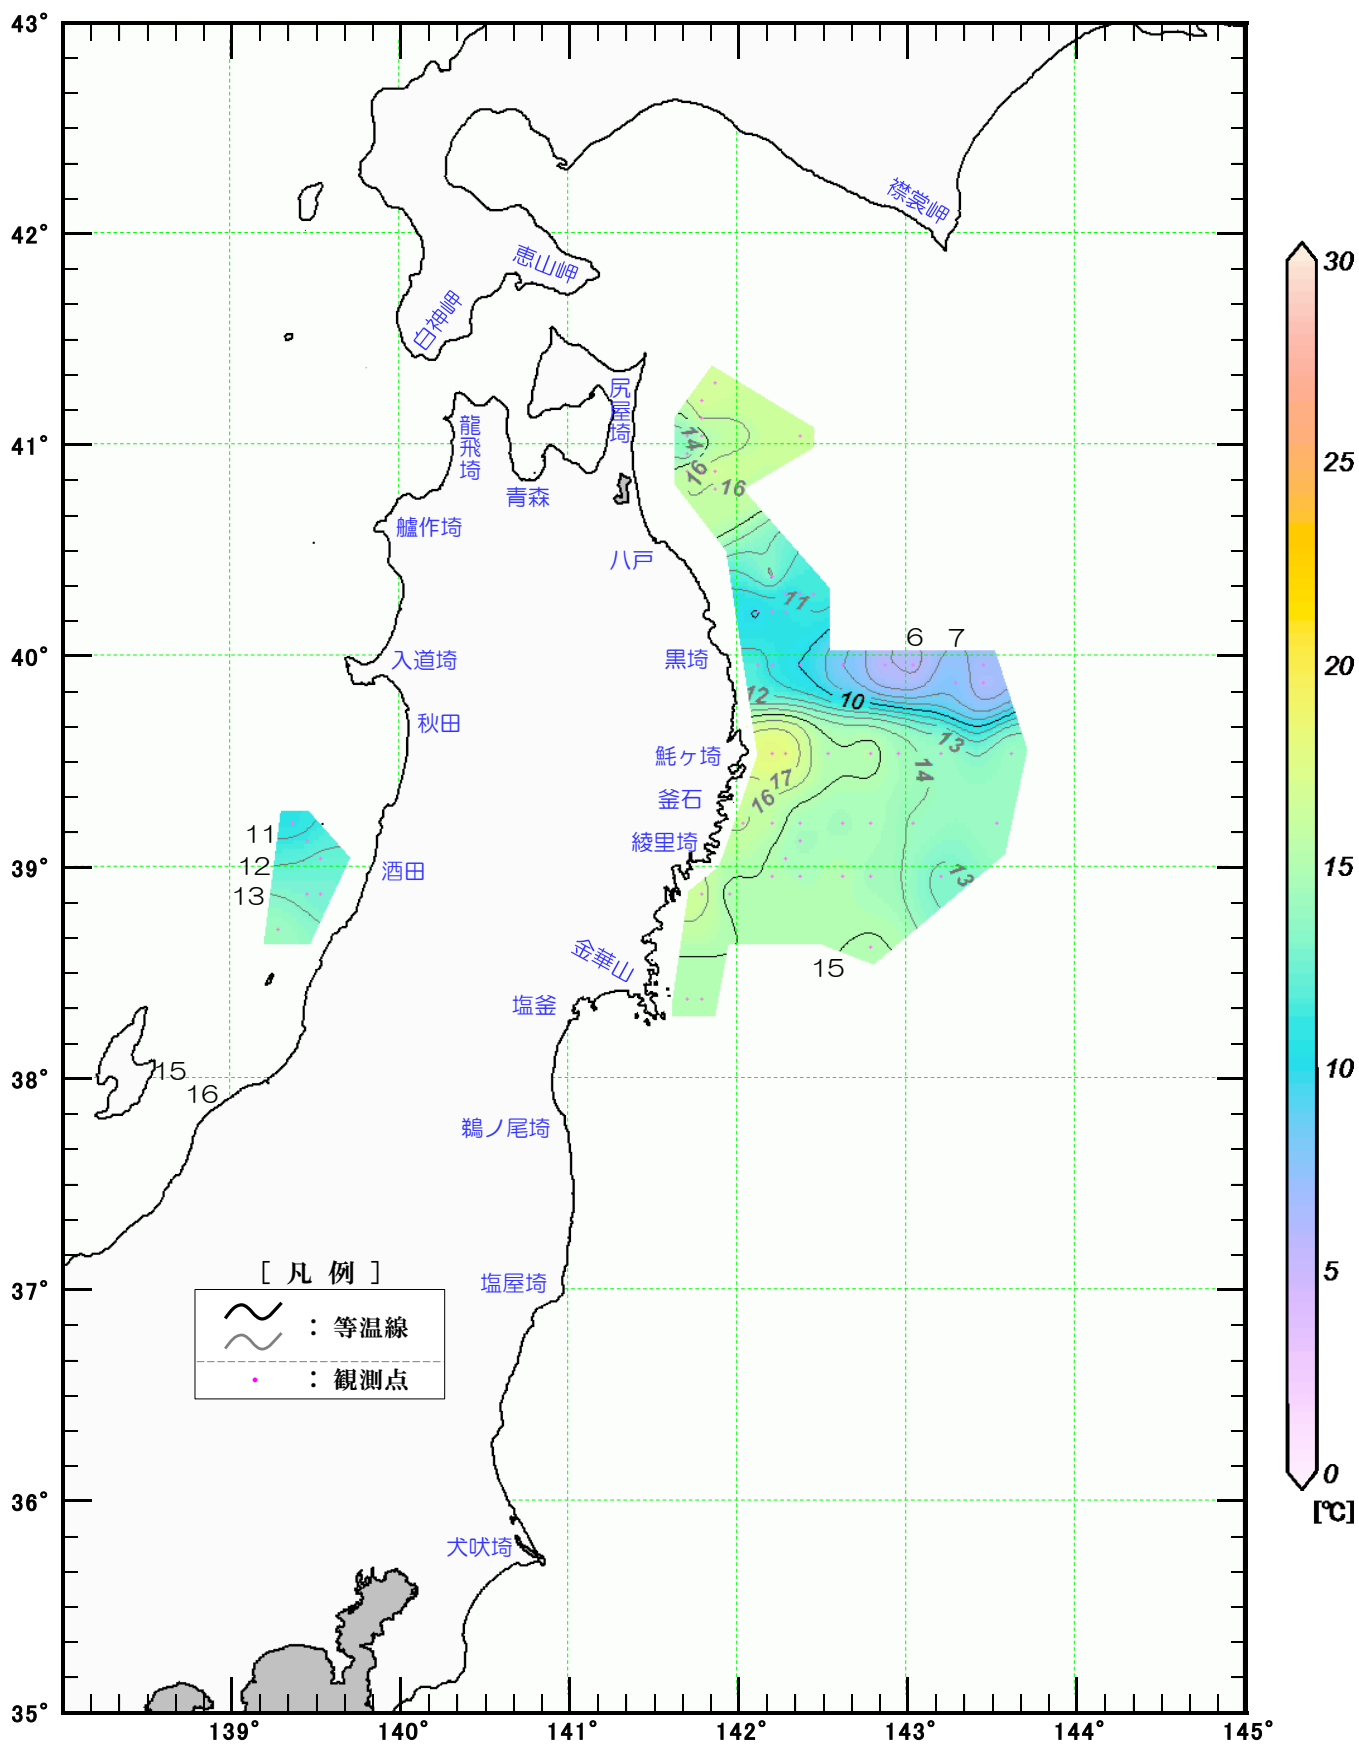 43°
42°
41°
40°
39°
38°
37°
36°
35°
139°
140°
141°
142°
143°
144°
145°
襟裳岬
恵山岬
白神岬
尻屋埼
龍飛埼
青森
艫作埼
八戸
入道埼
黒埼
秋田
魹ヶ埼
釜石
綾里埼
酒田
金華山
塩釜
鵜ノ尾埼
塩屋埼
犬吠埼
14
16
16
11
6
7
12
10
13
14
17
16
13
15
11
12
13
15
16
[ 凡 例 ]
：等温線
：観測点
30
25
20
15
10
5
0
[℃]